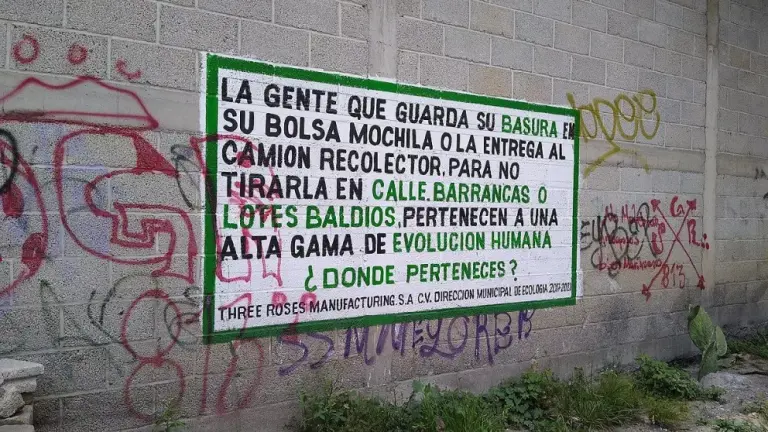 LA GENTE QUE GUARDA SU BASURA EN
SU BOLSA MOCHILA O LA ENTREGA AL
CAMION RECOLECTOR, PARA NO
TIRARLA EN CALLE, BARRANCAS O
LOTES BALDIOS, PERTENECEN A UNA
ALTA GAMA DE EVOLUCION HUMANA
¿DONDE PERTENECES?
THREE ROSES MANUFACTURING, S.A C.V. DIRECCION MUNICIPAL DE ECOLOGIA
813